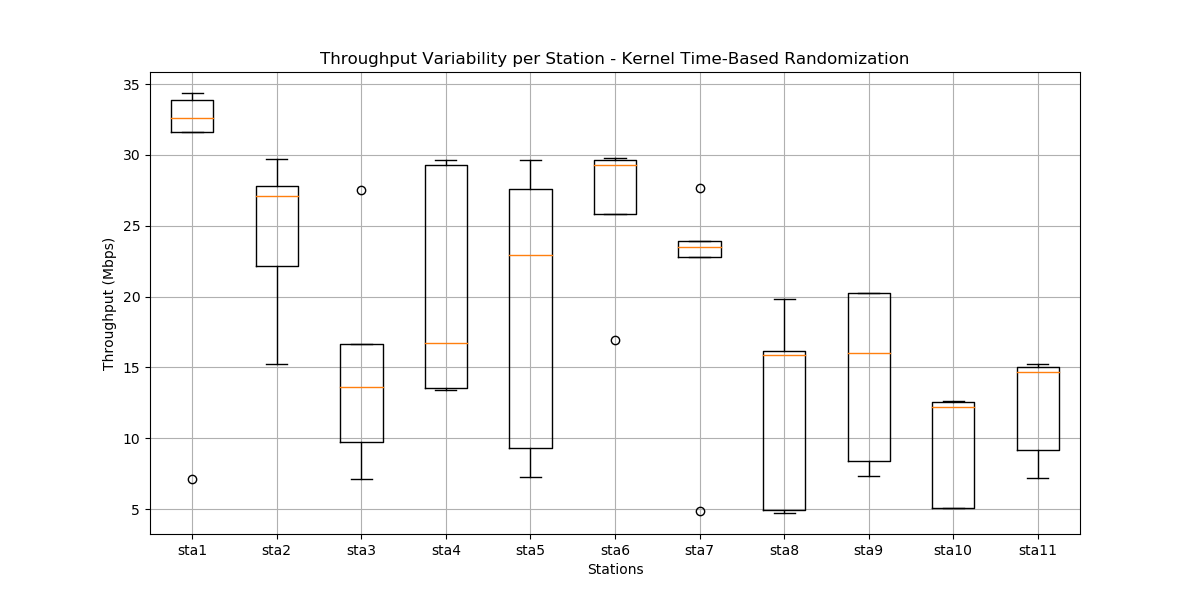 Throughput Variability per Station - Kernel Time-Based Randomization
35
30
25
20
15
10
5
Throughput (Mbps)
sta1 sta2 sta3 sta4 sta5 sta6 sta7 sta8 sta9 sta10 sta11
Stations